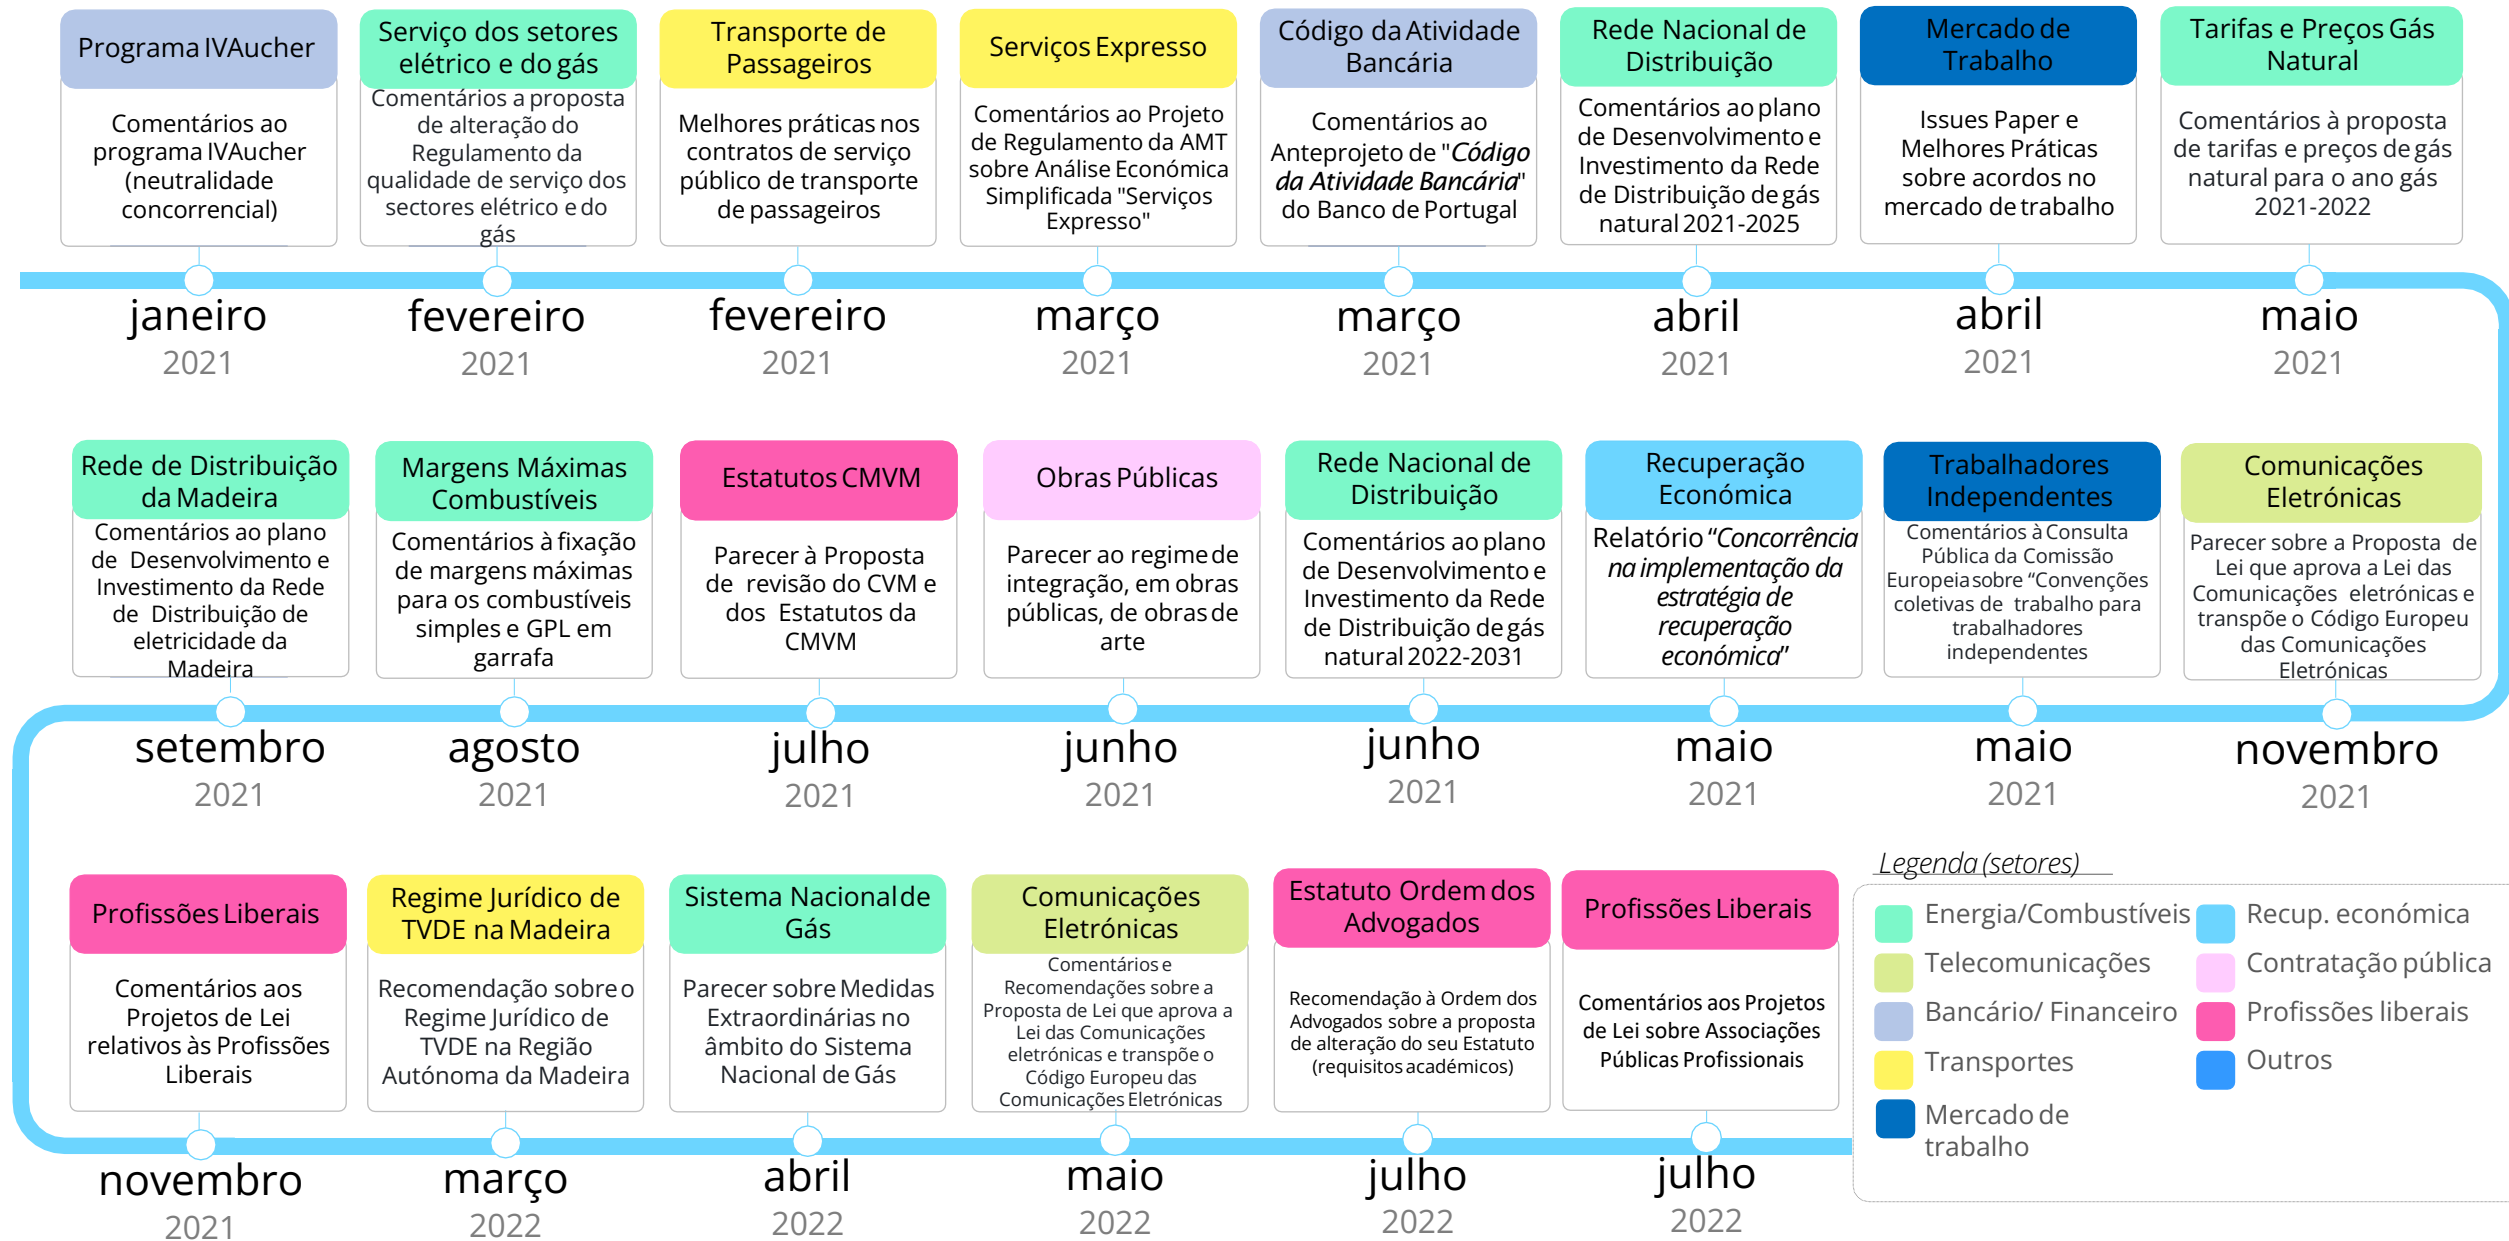 Programa IVAucher
Comentários ao
programa IVAucher
(neutralidade
concorrencial)
janeiro
2021
Serviço dos setores
elétrico e do gás
Comentários a proposta
de alteração do
Regulamento da
qualidade de serviço dos
sectores elétrico e do
gás
fevereiro
2021
Transporte de
Passageiros
Melhores práticas nos
contratos de serviço
público de transporte
de passageiros
fevereiro
2021
Serviços Expresso
Comentários ao Projeto
de Regulamento da AMT
sobre Análise Económica
Simplificada "Serviços
Expresso"
março
2021
Código da Atividade
Bancária
Comentários ao
Anteprojeto de "Código
da Atividade Bancária"
do Banco de Portugal
março
2021
Rede Nacional de
Distribuição
Comentários ao plano
de Desenvolvimento e
Investimento da Rede
de Distribuição de gás
natural 2021-2025
abril
2021
Mercado de
Trabalho
Issues Paper e
Melhores Práticas
sobre acordos no
mercado de trabalho
abril
2021
Tarifas e Preços Gás
Natural
Comentários à proposta
de tarifas e preços de gás
natural para o ano gás
2021-2022
maio
2021
Rede de Distribuição
da Madeira
Comentários ao plano
de Desenvolvimento e
Investimento da Rede
de Distribuição de
eletricidade da
Madeira
setembro
2021
Margens Máximas
Combustíveis
Comentários à fixação
de margens máximas
para os combustíveis
simples e GPL em
garrafa
agosto
2021
Estatutos CMVM
Parecer à Proposta
de revisão do CVM e
dos Estatutos da
CMVM
julho
2021
Obras Públicas
Parecer ao regime de
integração, em obras
públicas, de obras de
arte
junho
2021
Rede Nacional de
Distribuição
Comentários ao plano
de Desenvolvimento e
Investimento da Rede
de Distribuição de gás
natural 2022-2031
junho
2021
Recuperação
Económica
Relatório “Concorrência
na implementação da
estratégia de
recuperação
económica”
maio
2021
Trabalhadores
Independentes
Comentários à Consulta
Pública da Comissão
Europeia sobre “Convenções
coletivas de trabalho para
trabalhadores
independentes
maio
2021
Comunicações
Eletrónicas
Parecer sobre a Proposta de
Lei que aprova a Lei das
Comunicações eletrónicas e
transpõe o Código Europeu
das Comunicações
Eletrónicas
novembro
2021
Profissões Liberais
Comentários aos
Projetos de Lei
relativos às Profissões
Liberais
novembro
2021
Regime Jurídico de
TVDE na Madeira
Recomendação sobre o
Regime Jurídico de
TVDE na Região
Autónoma da Madeira
março
2022
Sistema Nacional de
Gás
Parecer sobre Medidas
Extraordinárias no
âmbito do Sistema
Nacional de Gás
abril
2022
Comunicações
Eletrónicas
Comentários e
Recomendações sobre a
Proposta de Lei que aprova a
Lei das Comunicações
eletrónicas e transpõe o
Código Europeu das
Comunicações Eletrónicas
maio
2022
Estatuto Ordem dos
Advogados
Recomendação à Ordem dos
Advogados sobre a proposta
de alteração do seu Estatuto
(requisitos académicos)
julho
2022
Profissões Liberais
Comentários aos Projetos
de Lei sobre Associações
Públicas Profissionais
julho
2022
Legenda (setores)
Energia/Combustíveis
Telecomunicações
Bancário/ Financeiro
Transportes
Mercado de
trabalho
Recup. económica
Contratação pública
Profissões liberais
Outros